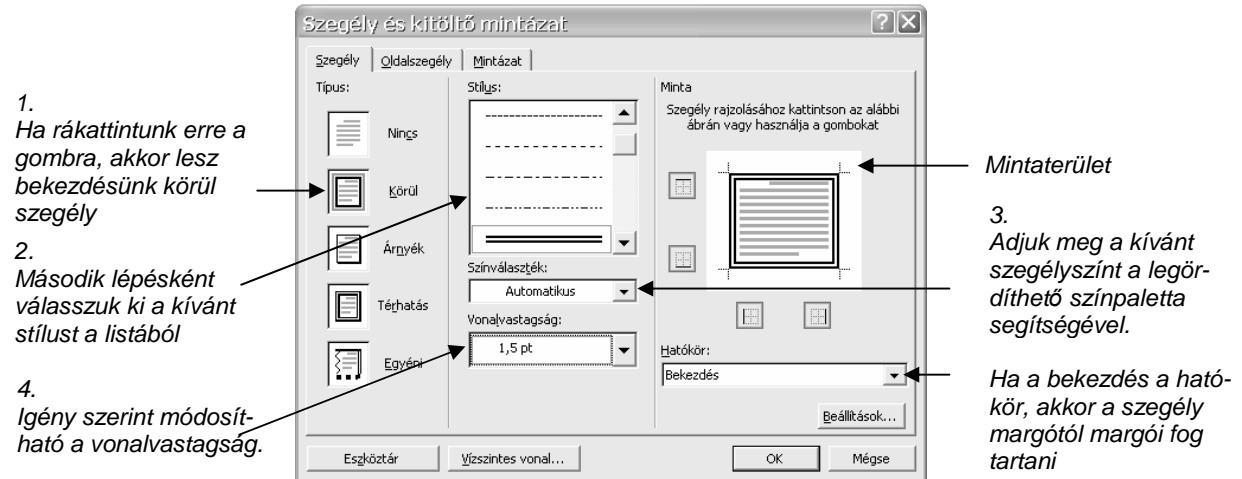 Szegély és kitöltő mintázat
Szegély
Oldalszegély
Mintázat
1.
Ha rákattintunk erre a
gombra, akkor lesz
bekezdésünk körül
szegély
2.
Második lépésként
válasszuk ki a kívánt
stílust a listából
4.
Igény szerint módosít-
ható a vonalvastagság.
Típus:
Nincs
Körül
Árnyék
Térhatás
Egyéni
Stílus:
Színválaszték:
Automatikus
Vonalvastagság:
1,5 pt
Minta
Szegély rajzolásához kattintson az alábbi
ábrán vagy használja a gombokat
Hatókör:
Bekezdés
Beállítások...
Eszköztár
Vízszintes vonal...
OK
Mégse
Mintaterület
3.
Adjuk meg a kívánt
szegélyszínt a legör-
díthető színpaletta
segítségével.
Ha a bekezdés a ható-
kör, akkor a szegély
margótól margói fog
tartani